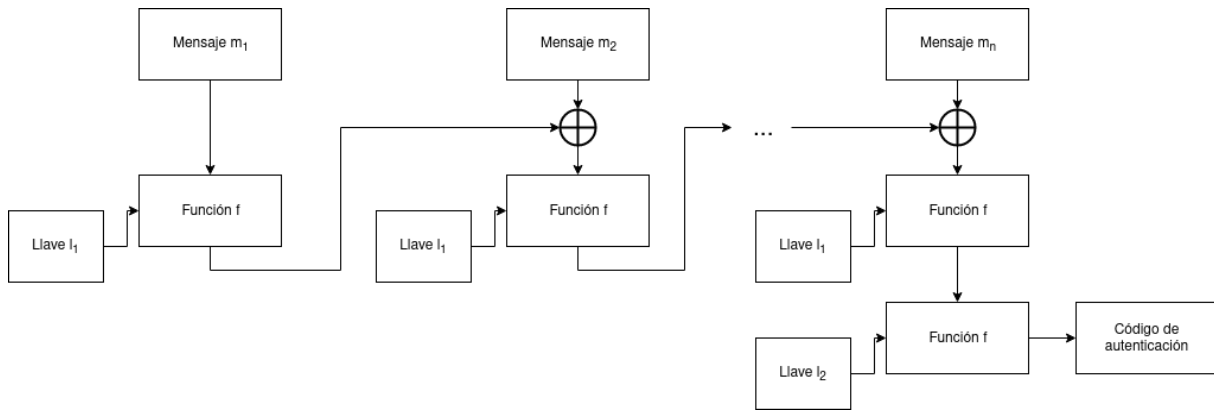 Mensaje m1
Mensaje m2
Mensaje mn
...
Función f
Función f
Función f
Llave l1
Llave l1
Llave l1
Función f
Código de
autenticación
Llave l2